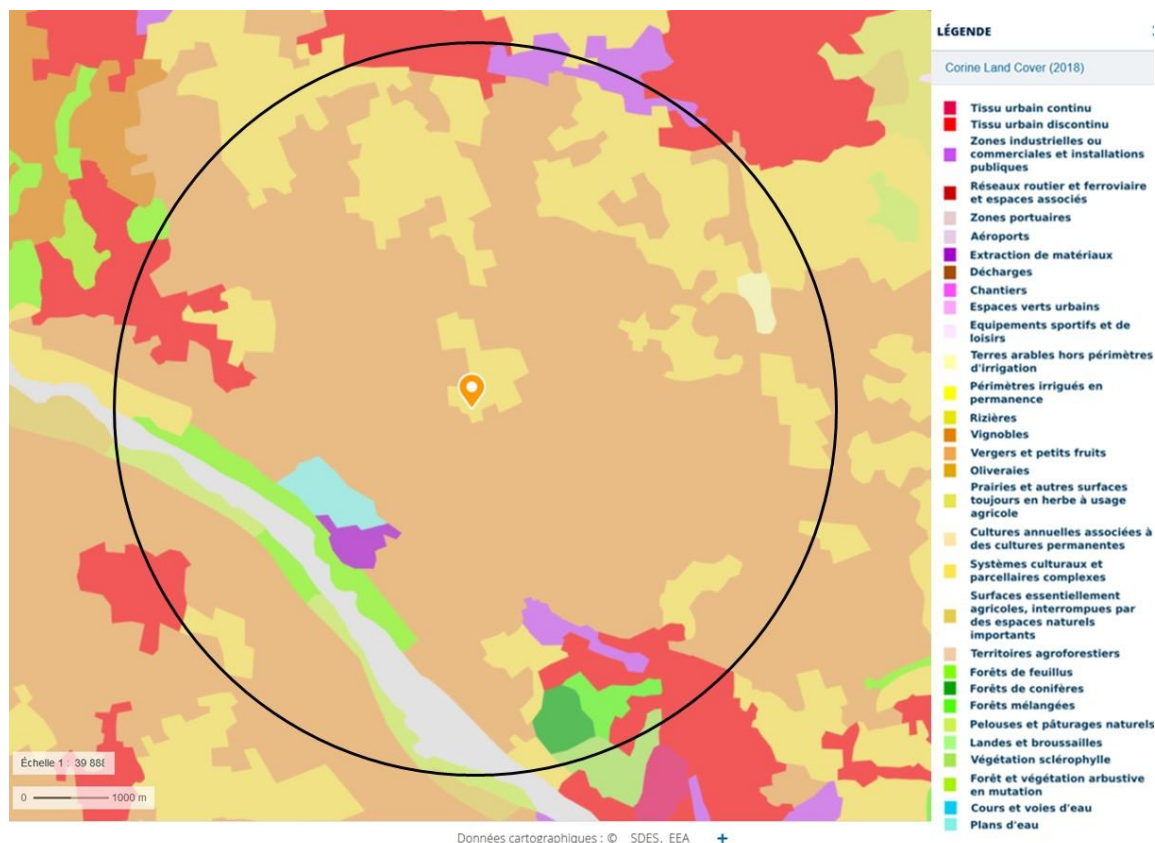 LÉGENDE
Corine Land Cover (2018)
Tissu urbain continu
Tissu urbain discontinu
Zones industrielles ou
commerciales et installations
publiques
Réseaux routier et ferroviaire
et espaces associés
Zones portuaires
Aéroports
Extraction de matériaux
Décharges
Chantiers
Espaces verts urbains
Equipements sportifs et de
loisirs
Terres arables hors périmètres
d'irrigation
Périmètres irrigués en
permanence
Rizières
Vignobles
Vergers et petits fruits
Oliveraies
Prairies et autres surfaces
toujours en herbe à usage
agricole
Cultures annuelles associées à
des cultures permanentes
Systèmes culturaux et
parcellaires complexes
Surfaces essentiellement
agricoles, interrompues par
des espaces naturels
importants
Territoires agroforestiers
Forêts de feuillus
Forêts de conifères
Forêts mélangées
Pelouses et pâturages naturels
Landes et broussailles
Végétation sclérophylle
Forêt et végétation arbustive
en mutation
Cours et voies d'eau
Plans d'eau
Échelle 1 : 39 888
0 1000 m
Données cartographiques : © SDES, EEA +